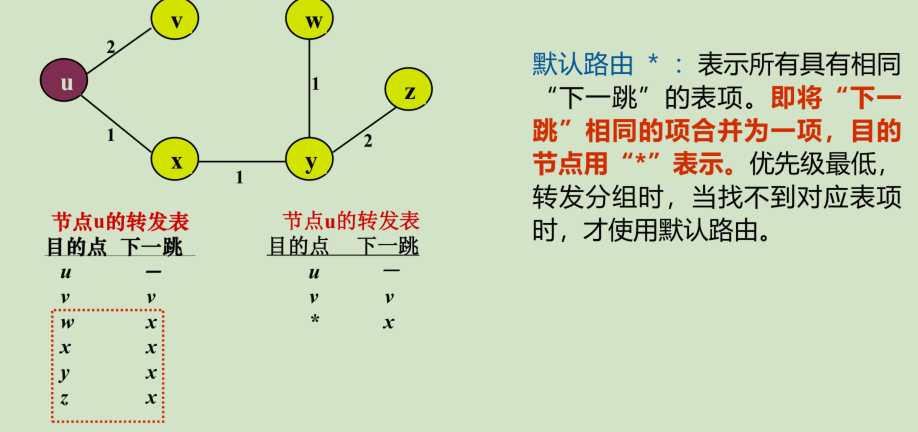 v
w
2
u
1
z
1
2
x
1
y
默认路由 * ：表示所有具有相同
“下一跳”的表项。即将“下一
跳”相同的项合并为一项，目的
节点用“*”表示。优先级最低，
转发分组时，当找不到对应表项
时，才使用默认路由。
节点u的转发表
目的点 下一跳
u —
v v
w x
x x
y x
z x
节点u的转发表
目的点 下一跳
u —
v v
* x